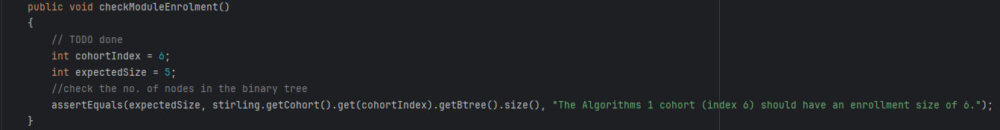 public void checkModuleEnrolment()
{
// TODO done
int cohortIndex = 6;
int expectedSize = 5;
//check the no. of nodes in the binary tree
assertEquals(expectedSize, stirling.getCohort().get(cohortIndex).getBtree().size(), "The Algorithms 1 cohort (index 6) should have an enrollment size of 6.");
}